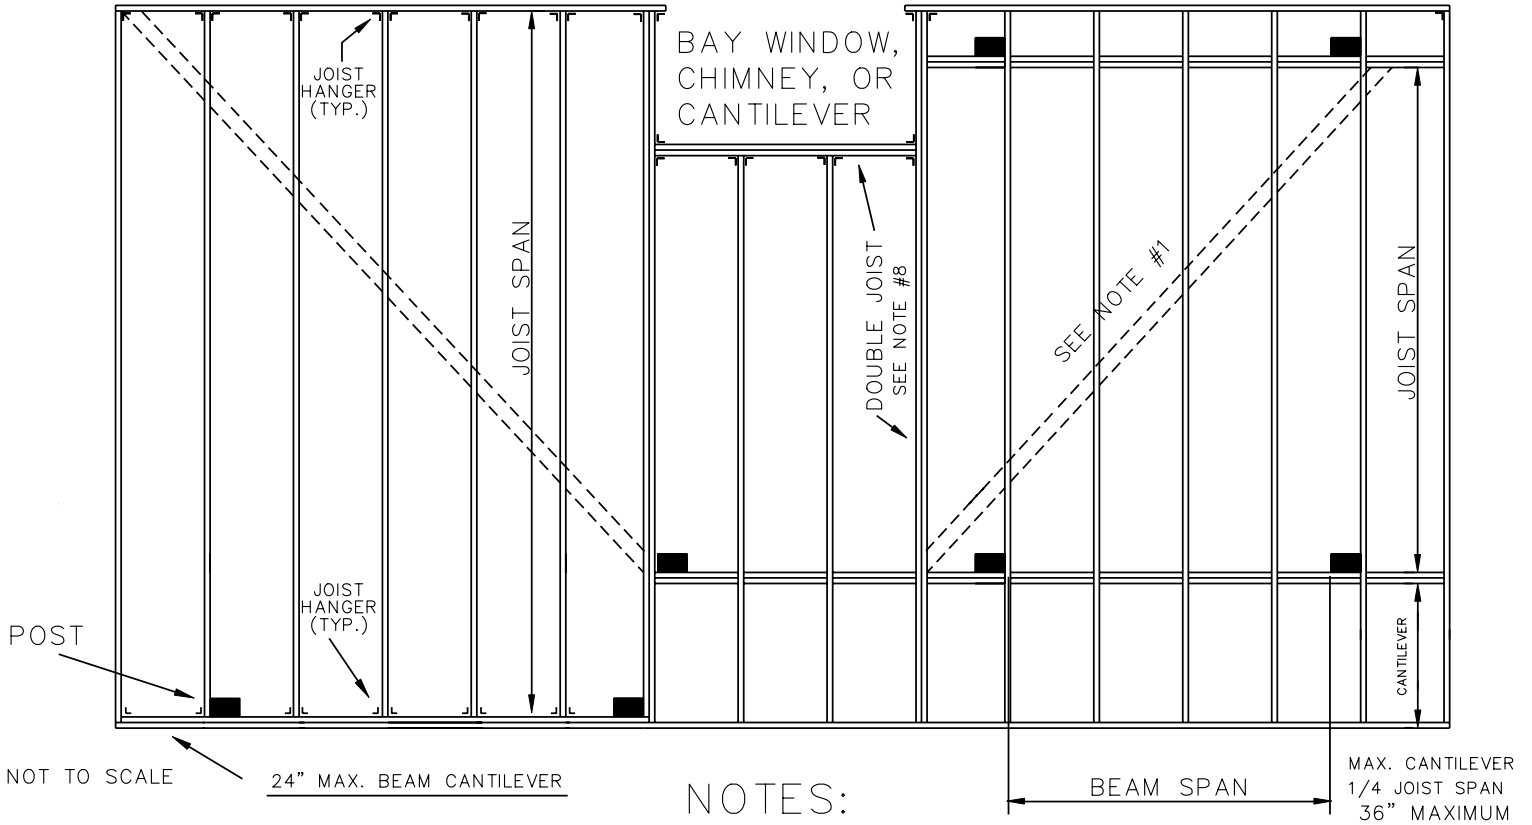 BAY WINDOW,
CHIMNEY, OR
CANTILEVER
JOIST
HANGER
(TYP.)
JOIST SPAN
DOUBLE JOIST
SEE NOTE #8
SEE NOTE #1
JOIST SPAN
JOIST
HANGER
(TYP.)
POST
CANTILEVER
NOT TO SCALE
24" MAX. BEAM CANTILEVER
NOTES:
BEAM SPAN
MAX. CANTILEVER
1/4 JOIST SPAN
36" MAXIMUM